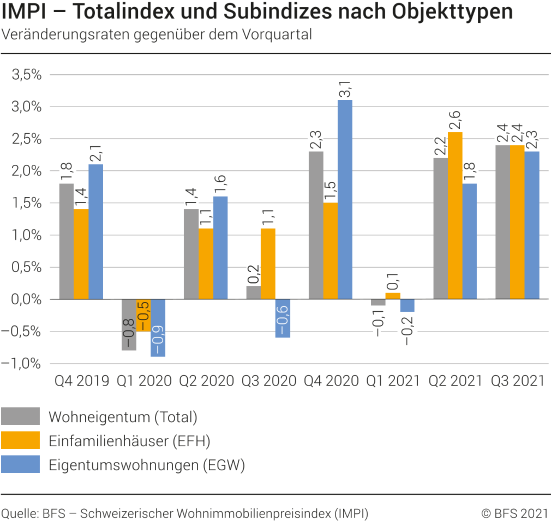 IMPI – Totalindex und Subindizes nach Objekttypen
Veränderungsraten gegenüber dem Vorquartal
3,5%
3,0%
2,5%
2,0%
1,5%
1,0%
0,5%
0,0%
−0,5%
−1,0%
1,8 1,4 2,1
−0,8 −0,5 −0,9
1,4 1,1 1,6
0,2 1,1 −0,6
2,3 1,5 3,1
−0,1 0,1 −0,2
2,2 2,6 1,8
2,4 2,4 2,3
Q4 2019 Q1 2020 Q2 2020 Q3 2020 Q4 2020 Q1 2021 Q2 2021 Q3 2021
Wohneigentum (Total)
Einfamilienhäuser (EFH)
Eigentumswohnungen (EGW)
Quelle: BFS – Schweizerischer Wohnimmobilienpreisindex (IMPI) © BFS 2021